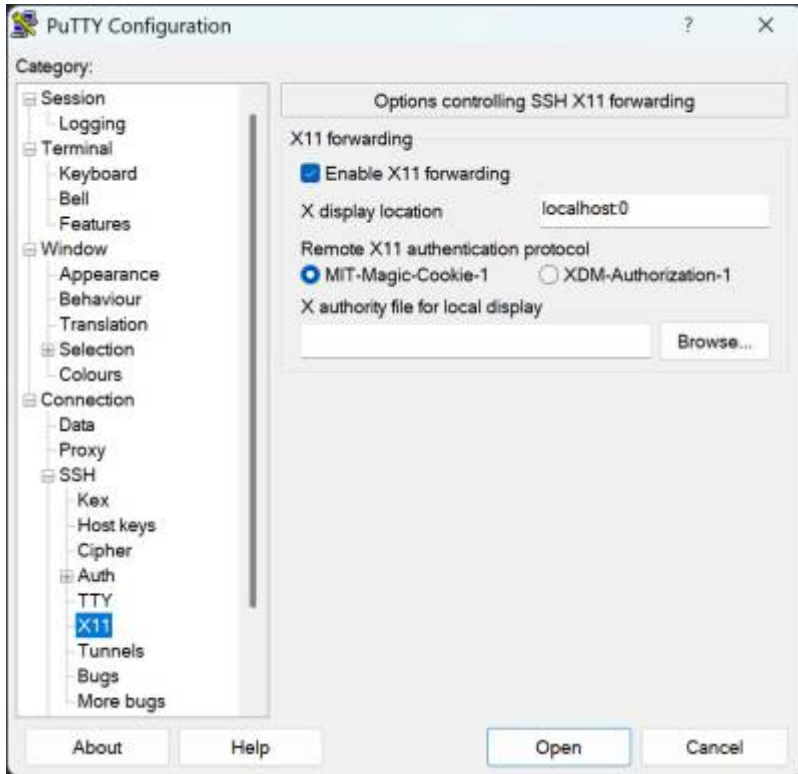 PuTTY Configuration
?
Category:
Session
Logging
Terminal
Keyboard
Bell
Features
Window
Appearance
Behaviour
Translation
Selection
Colours
Connection
Data
Proxy
SSH
Kex
Host keys
Cipher
Auth
TTY
X11
Tunnels
Bugs
More bugs
Options controlling SSH X11 forwarding
X11 forwarding
Enable X11 forwarding
X display location localhost:0
Remote X11 authentication protocol
MIT-Magic-Cookie-1 XDM-Authorization-1
X authority file for local display
Browse...
About Help Open Cancel